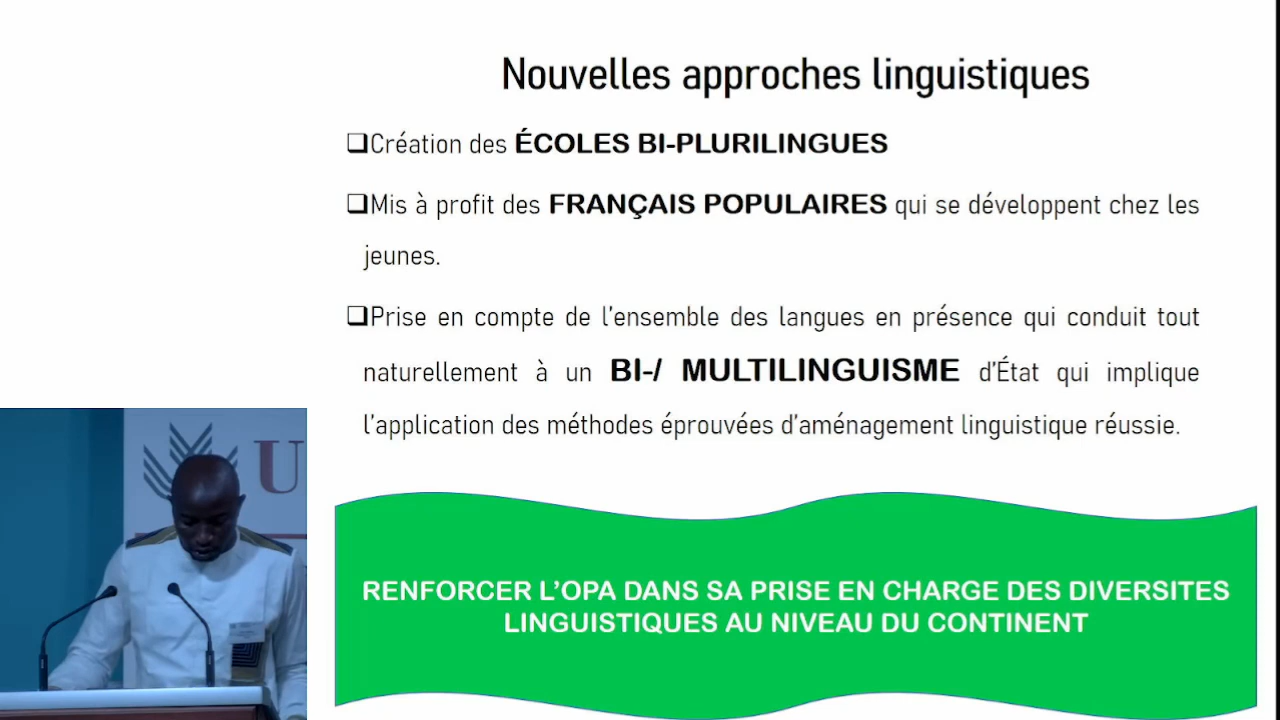 Nouvelles approches linguistiques
❑Création des ÉCOLES BI-PLURILINGUES
❑Mis à profit des FRANÇAIS POPULAIRES qui se développent chez les
jeunes.
❑Prise en compte de l’ensemble des langues en présence qui conduit tout
naturellement à un BI-/ MULTILINGUISME d’État qui implique
l’application des méthodes éprouvées d’aménagement linguistique réussie.
U
RENFORCER L’OPA DANS SA PRISE EN CHARGE DES DIVERSITES
LINGUISTIQUES AU NIVEAU DU CONTINENT